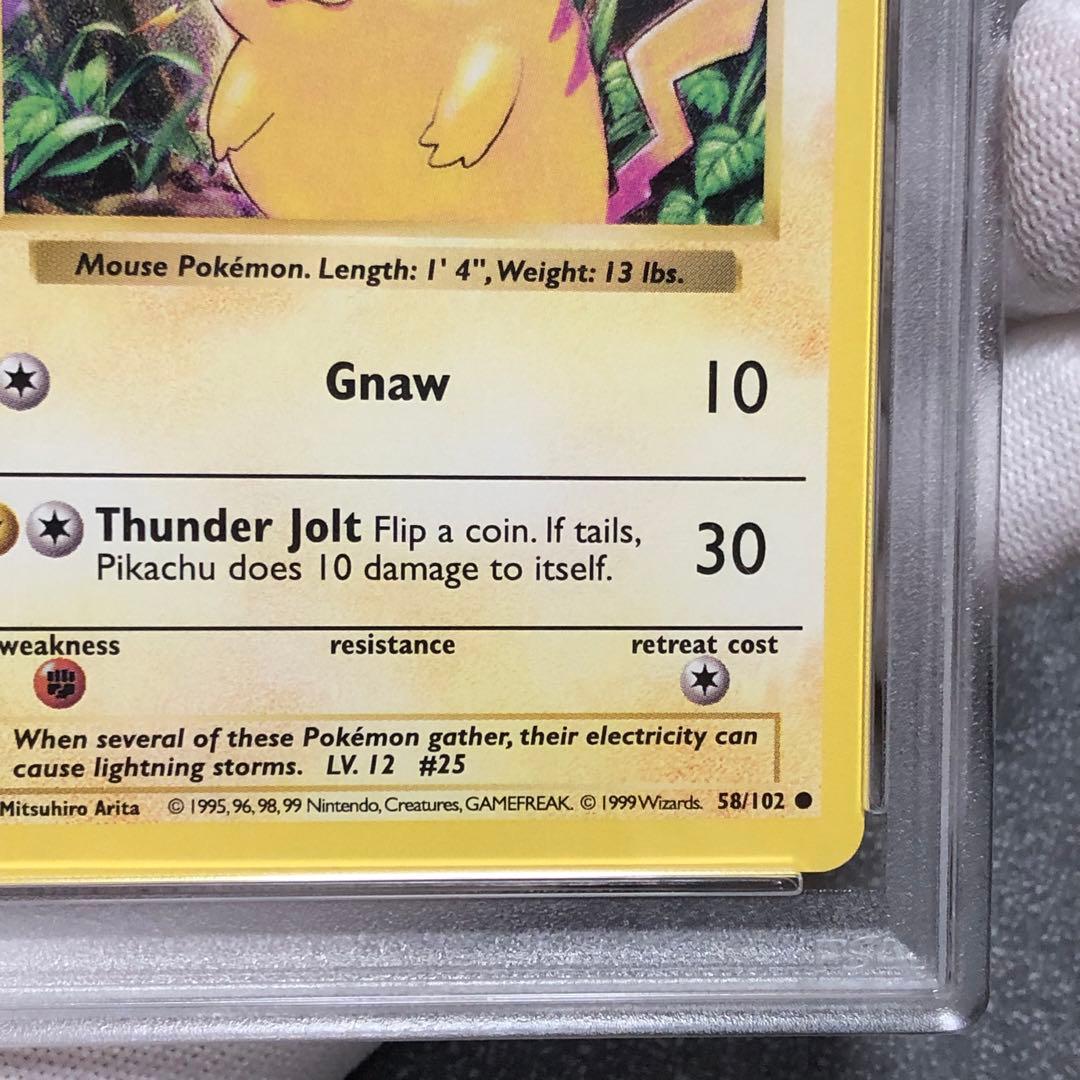 Mouse Pokémon. Length: 1' 4", Weight: 13 lbs.
Gnaw 10
Thunder Jolt Flip a coin. If tails, 30
Pikachu does 10 damage to itself.
weakness resistance retreat cost
When several of these Pokémon gather, their electricity can
cause lightning storms. LV. 12 #25
Mitsuhiro Arita © 1995, 96, 98, 99 Nintendo, Creatures, GAMEFREAK. © 1999 Wizards. 58/102